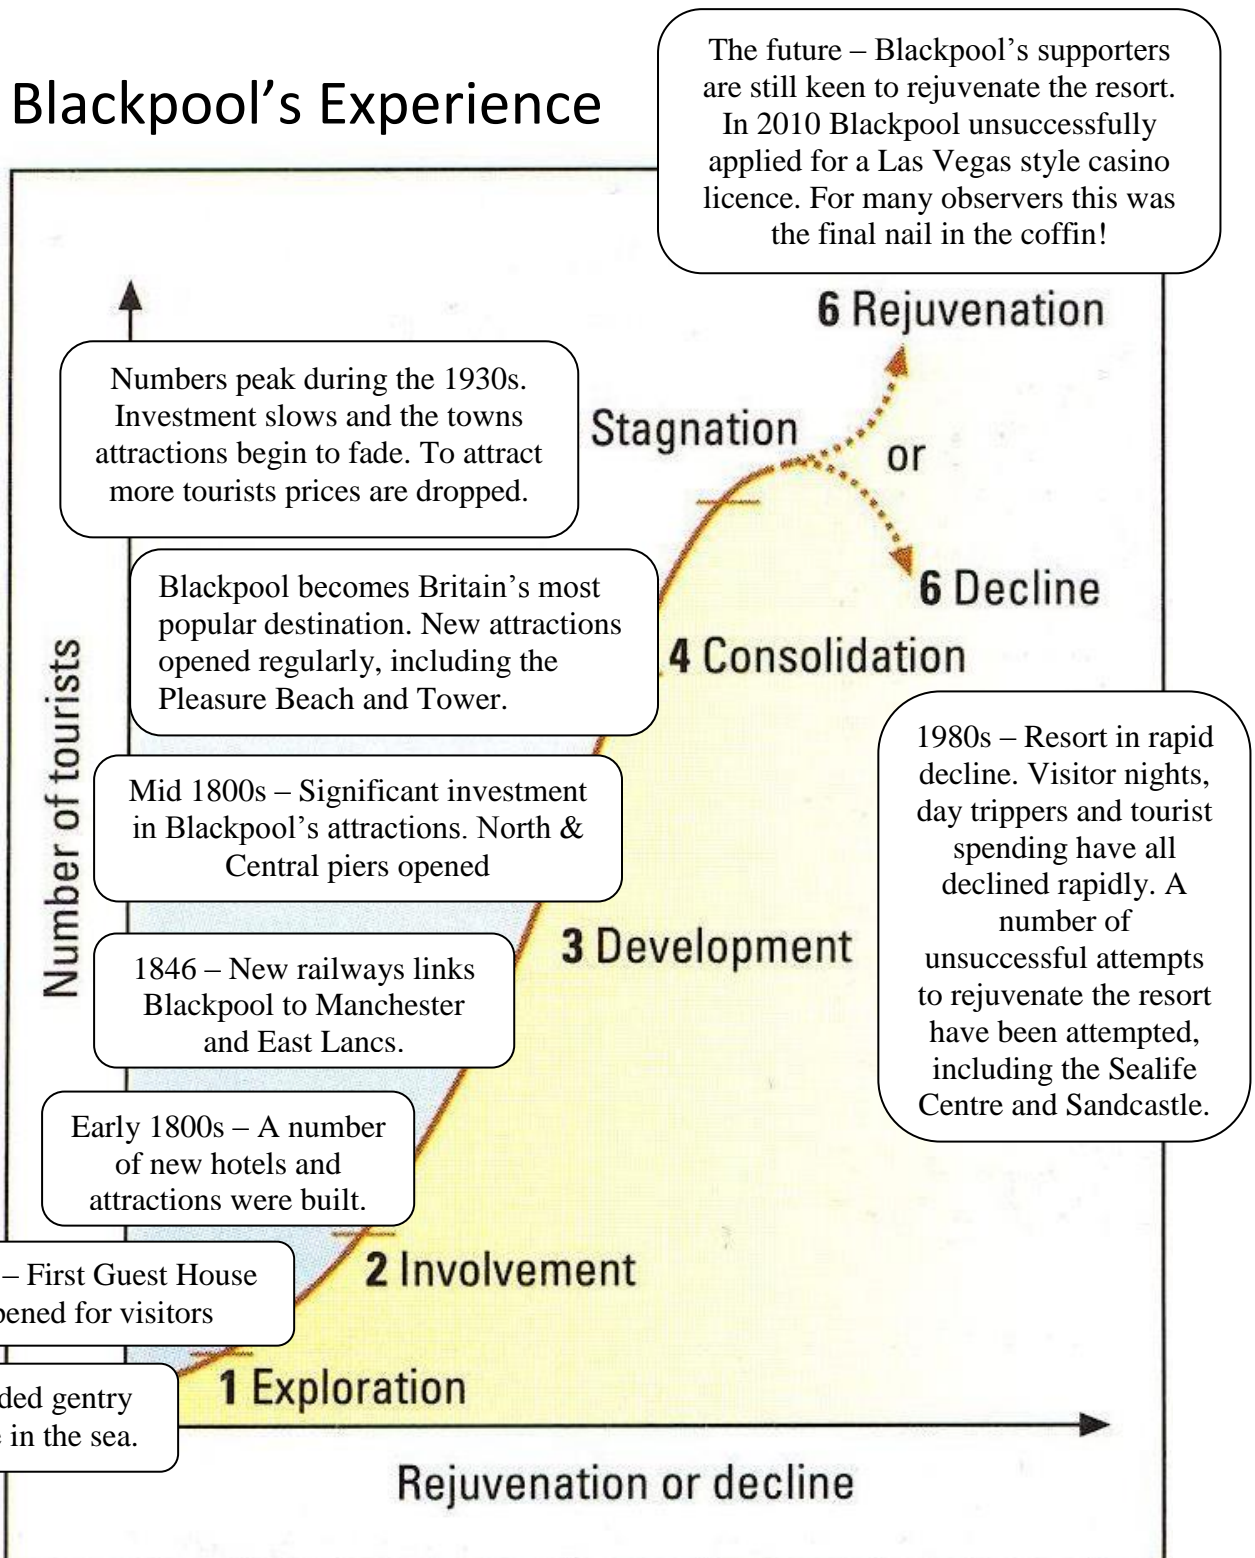 Blackpool’s Experience
The future – Blackpool’s supporters
are still keen to rejuvenate the resort.
In 2010 Blackpool unsuccessfully
applied for a Las Vegas style casino
licence. For many observers this was
the final nail in the coffin!
6 Rejuvenation
Numbers peak during the 1930s.
Investment slows and the towns
attractions begin to fade. To attract
more tourists prices are dropped.
Stagnation
or
6 Decline
Blackpool becomes Britain’s most
popular destination. New attractions
opened regularly, including the
Pleasure Beach and Tower.
4 Consolidation
Number of tourists
Mid 1800s – Significant investment
in Blackpool’s attractions. North &
Central piers opened
1980s – Resort in rapid
decline. Visitor nights,
day trippers and tourist
spending have all
declined rapidly. A
number of
unsuccessful attempts
to rejuvenate the resort
have been attempted,
including the Sealife
Centre and Sandcastle.
3 Development
1846 – New railways links
Blackpool to Manchester
and East Lancs.
Early 1800s – A number
of new hotels and
attractions were built.
2 Involvement
– First Guest House
for visitors
1 Exploration
gentry
in the sea.
Rejuvenation or decline